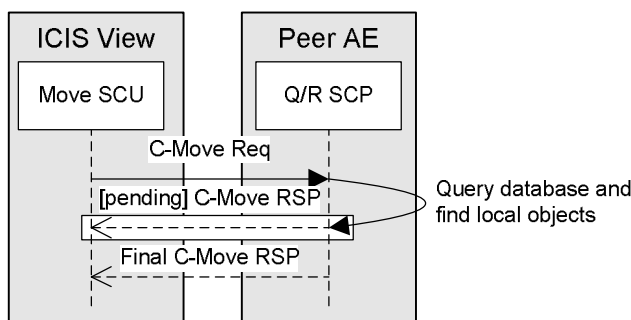 ICIS View
Peer AE
Move SCU
Q/R SCP
C-Move Req
[pending] C-Move RSP
Query database and
find local objects
Final C-Move RSP